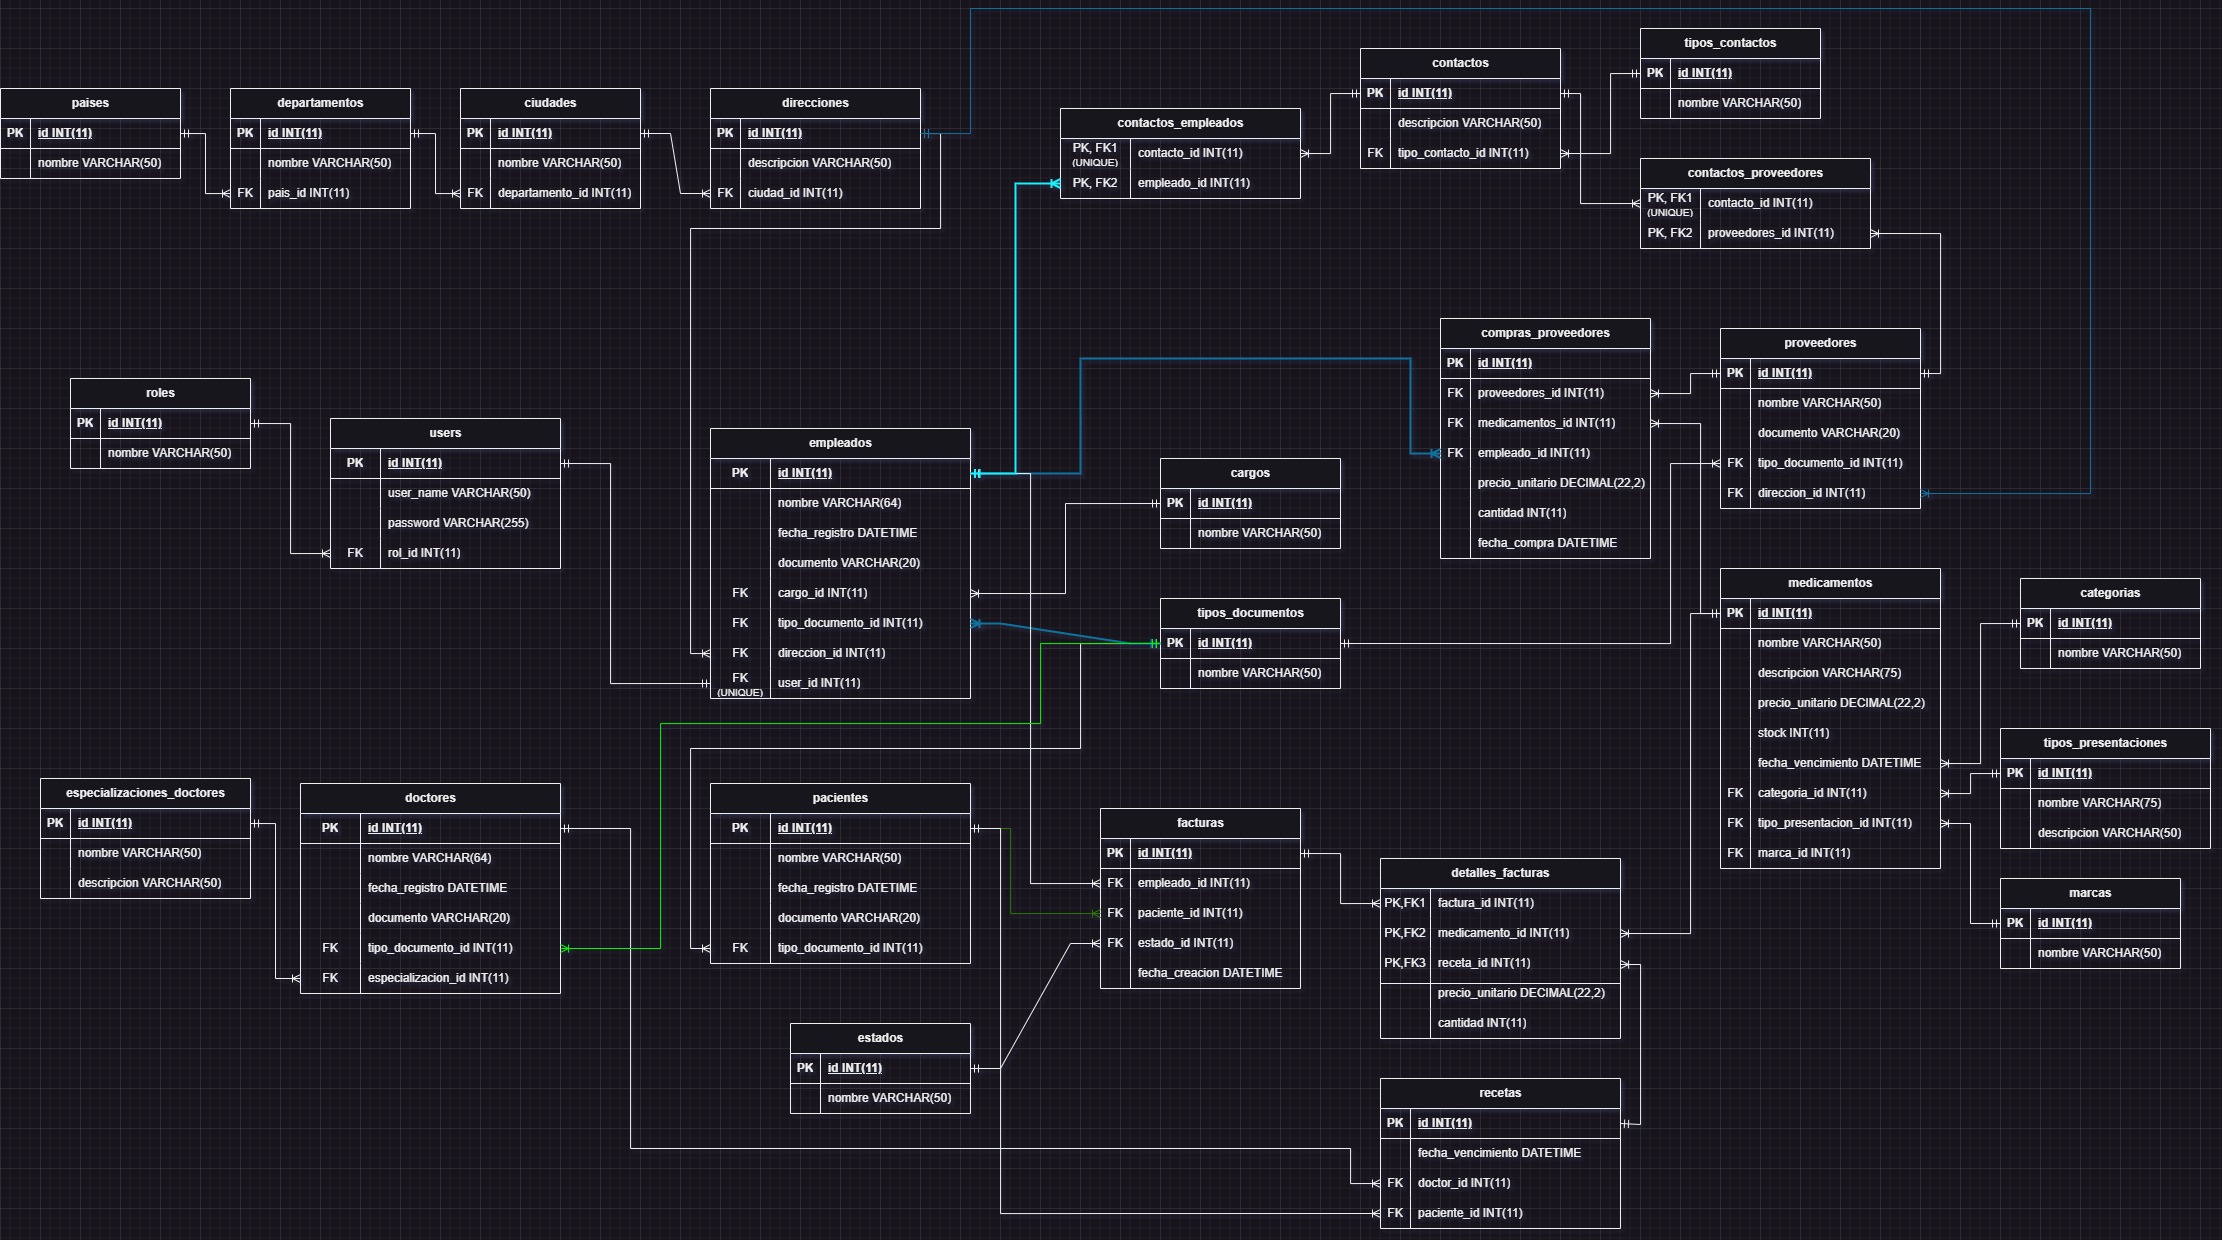 paises
PK id INT(11)
nombre VARCHAR(50)
departamentos
PK id INT(11)
nombre VARCHAR(50)
FK pais_id INT(11)
ciudades
PK id INT(11)
nombre VARCHAR(50)
FK departamento_id INT(11)
direcciones
PK id INT(11)
descripcion VARCHAR(50)
FK ciudad_id INT(11)
contactos_empleados
PK, FK1 (UNIQUE) contacto_id INT(11)
PK, FK2 empleado_id INT(11)
contactos
PK id INT(11)
descripcion VARCHAR(50)
FK tipo_contacto_id INT(11)
tipos_contactos
PK id INT(11)
nombre VARCHAR(50)
contactos_proveedores
PK, FK1 (UNIQUE) contacto_id INT(11)
PK, FK2 proveedores_id INT(11)
roles
PK id INT(11)
nombre VARCHAR(50)
users
PK id INT(11)
user_name VARCHAR(50)
password VARCHAR(255)
FK rol_id INT(11)
empleados
PK id INT(11)
nombre VARCHAR(64)
fecha_registro DATETIME
documento VARCHAR(20)
FK cargo_id INT(11)
FK tipo_documento_id INT(11)
FK direccion_id INT(11)
FK (UNIQUE) user_id INT(11)
cargos
PK id INT(11)
nombre VARCHAR(50)
tipos_documentos
PK id INT(11)
nombre VARCHAR(50)
compras_proveedores
PK id INT(11)
FK proveedores_id INT(11)
FK medicamentos_id INT(11)
FK empleado_id INT(11)
precio_unitario DECIMAL(22,2)
cantidad INT(11)
fecha_compra DATETIME
proveedores
PK id INT(11)
nombre VARCHAR(50)
documento VARCHAR(20)
FK tipo_documento_id INT(11)
FK direccion_id INT(11)
medicamentos
PK id INT(11)
nombre VARCHAR(50)
descripcion VARCHAR(75)
precio_unitario DECIMAL(22,2)
stock INT(11)
fecha_vencimiento DATETIME
FK categoria_id INT(11)
FK tipo_presentacion_id INT(11)
FK marca_id INT(11)
categorias
PK id INT(11)
nombre VARCHAR(50)
tipos_presentaciones
PK id INT(11)
nombre VARCHAR(75)
descripcion VARCHAR(50)
marcas
PK id INT(11)
nombre VARCHAR(50)
especializaciones_doctores
PK id INT(11)
nombre VARCHAR(50)
descripcion VARCHAR(50)
doctores
PK id INT(11)
nombre VARCHAR(64)
fecha_registro DATETIME
documento VARCHAR(20)
FK tipo_documento_id INT(11)
FK especializacion_id INT(11)
pacientes
PK id INT(11)
nombre VARCHAR(50)
fecha_registro DATETIME
documento VARCHAR(20)
FK tipo_documento_id INT(11)
facturas
PK id INT(11)
FK empleado_id INT(11)
FK paciente_id INT(11)
FK estado_id INT(11)
fecha_creacion DATETIME
detalles_facturas
PK,FK1 factura_id INT(11)
PK,FK2 medicamento_id INT(11)
PK,FK3 receta_id INT(11)
precio_unitario DECIMAL(22,2)
cantidad INT(11)
estados
PK id INT(11)
nombre VARCHAR(50)
recetas
PK id INT(11)
fecha_vencimiento DATETIME
FK doctor_id INT(11)
FK paciente_id INT(11)